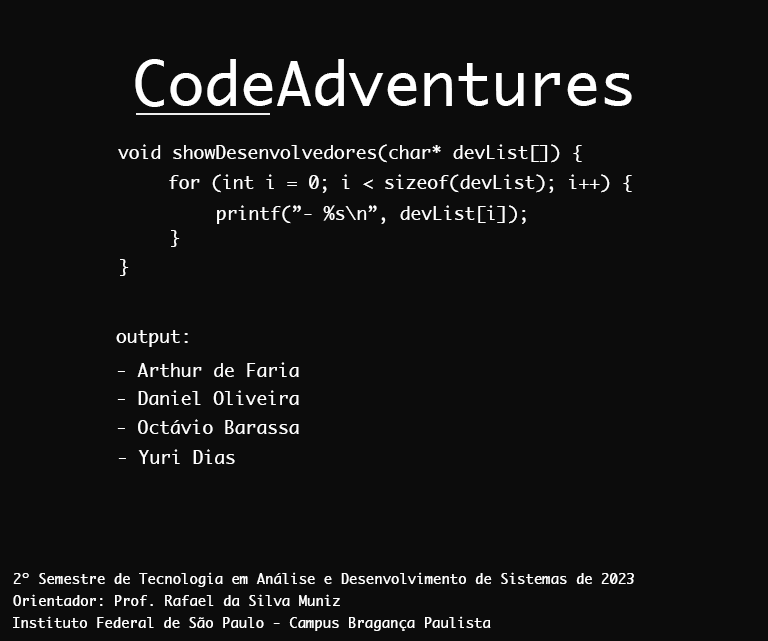 CodeAdventures
void showDesenvolvedores(char* devList[]) {
for (int i = 0; i < sizeof(devList); i++) {
printf(”- %s\n”, devList[i]);
}
}
output:
- Arthur de Faria
- Daniel Oliveira
- Octávio Barassa
- Yuri Dias
2º Semestre de Tecnologia em Análise e Desenvolvimento de Sistemas de 2023
Orientador: Prof. Rafael da Silva Muniz
Instituto Federal de São Paulo - Campus Bragança Paulista